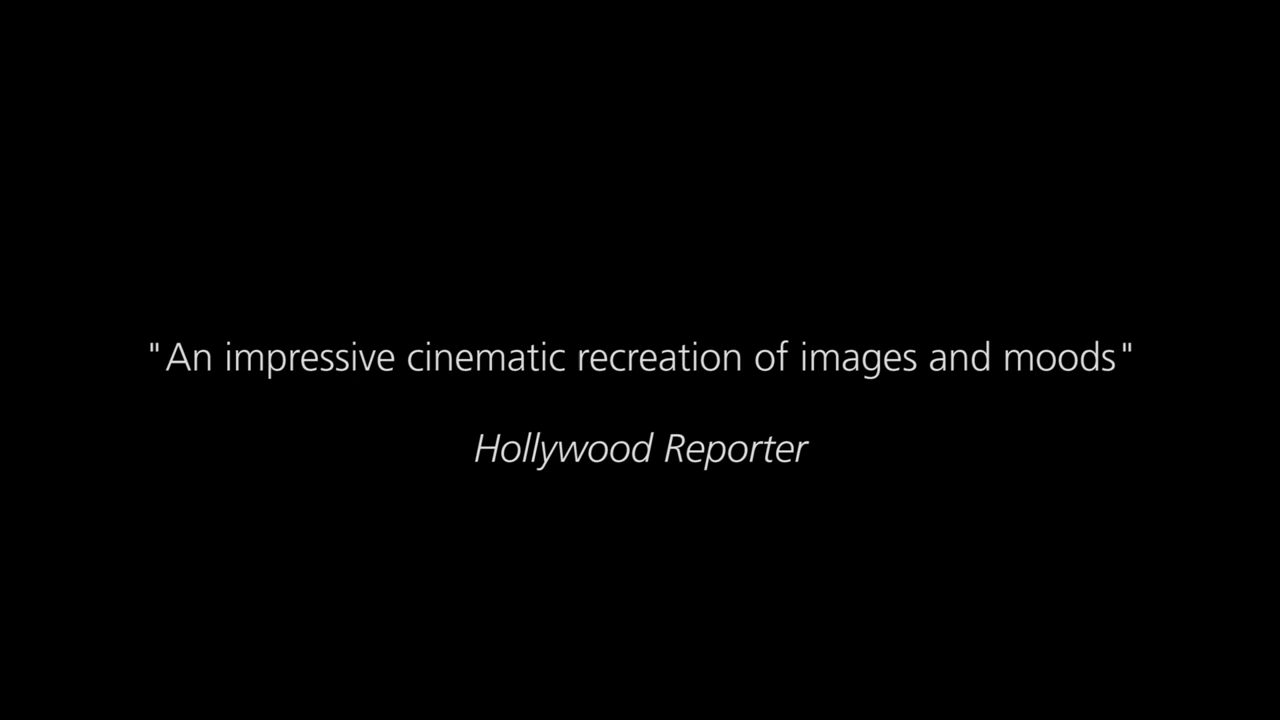 "An impressive cinematic recreation of images and moods"
Hollywood Reporter